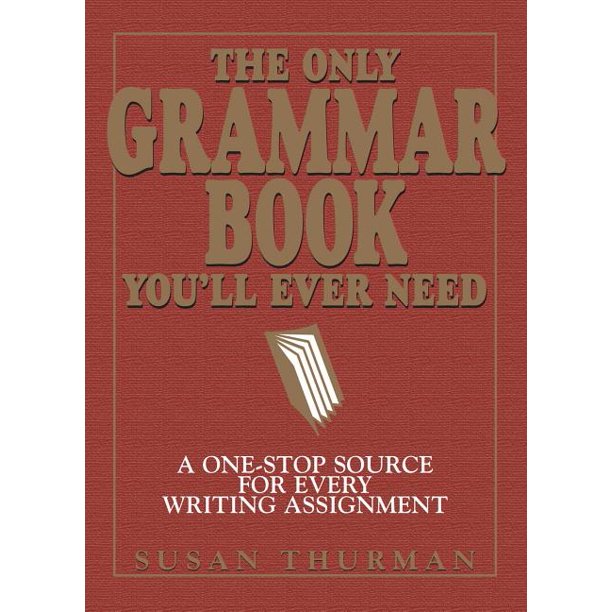 THE ONLY
GRAMMAR
BOOK
YOU'LL EVER NEED
A ONE-STOP SOURCE
FOR EVERY
WRITING ASSIGNMENT
SUSAN THURMAN